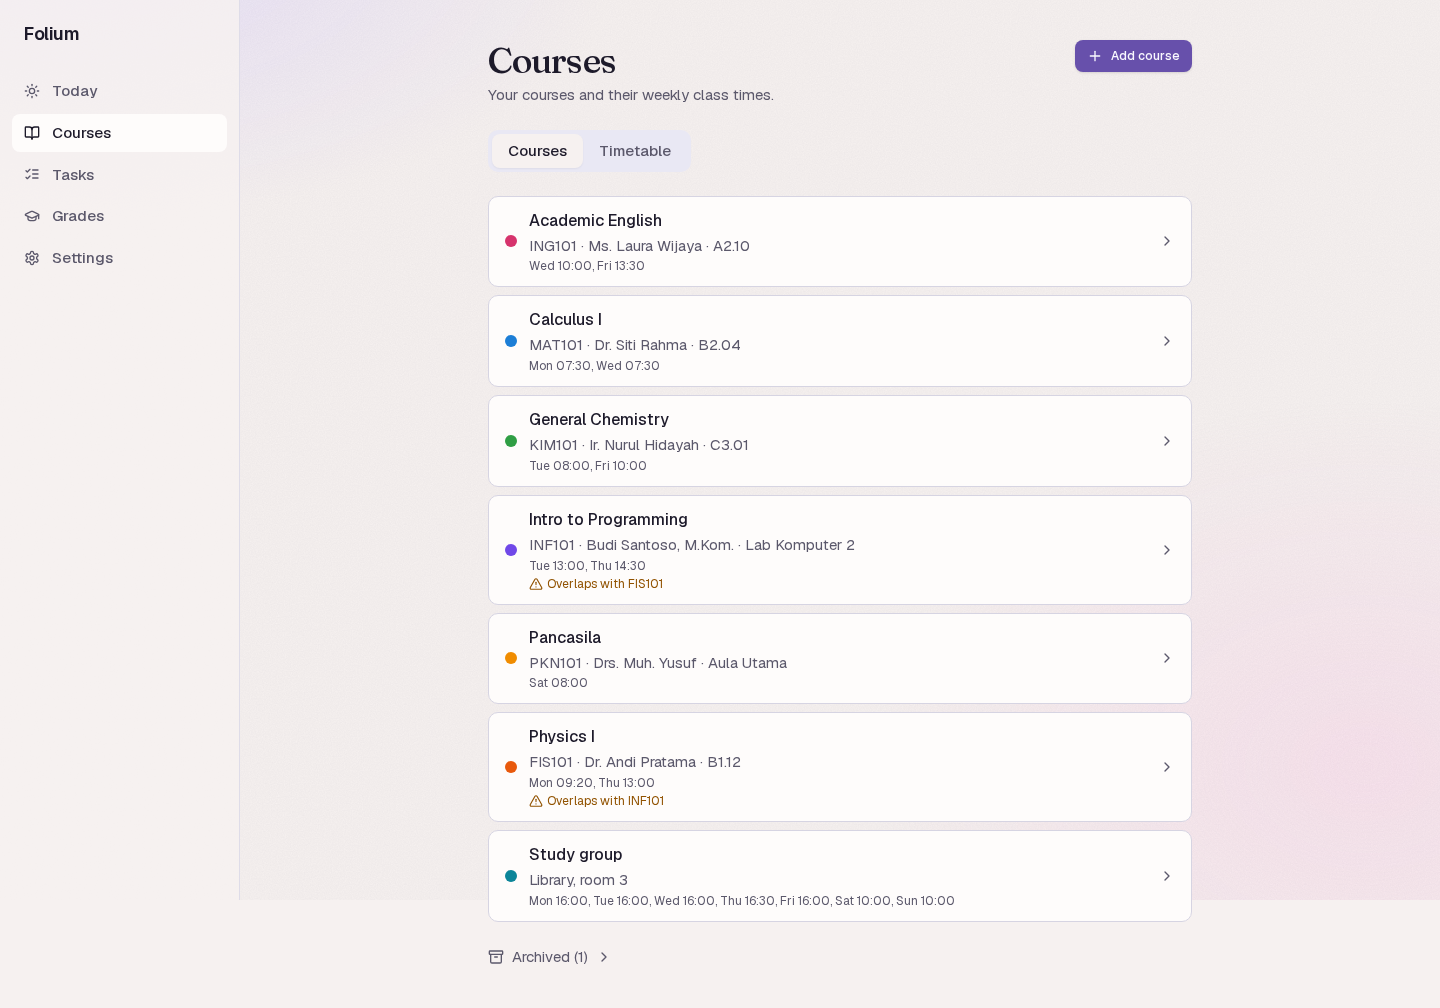 Folium
Today
Courses
Tasks
Grades
Settings
Courses
Add course
Your courses and their weekly class times.
Courses
Timetable
Academic English
ING101 · Ms. Laura Wijaya · A2.10
Wed 10:00, Fri 13:30
Calculus I
MAT101 · Dr. Siti Rahma · B2.04
Mon 07:30, Wed 07:30
General Chemistry
KIM101 · Ir. Nurul Hidayah · C3.01
Tue 08:00, Fri 10:00
Intro to Programming
INF101 · Budi Santoso, M.Kom. · Lab Komputer 2
Tue 13:00, Thu 14:30
Overlaps with FIS101
Pancasila
PKN101 · Drs. Muh. Yusuf · Aula Utama
Sat 08:00
Physics I
FIS101 · Dr. Andi Pratama · B1.12
Mon 09:20, Thu 13:00
Overlaps with INF101
Study group
Library, room 3
Mon 16:00, Tue 16:00, Wed 16:00, Thu 16:30, Fri 16:00, Sat 10:00, Sun 10:00
Archived (1)